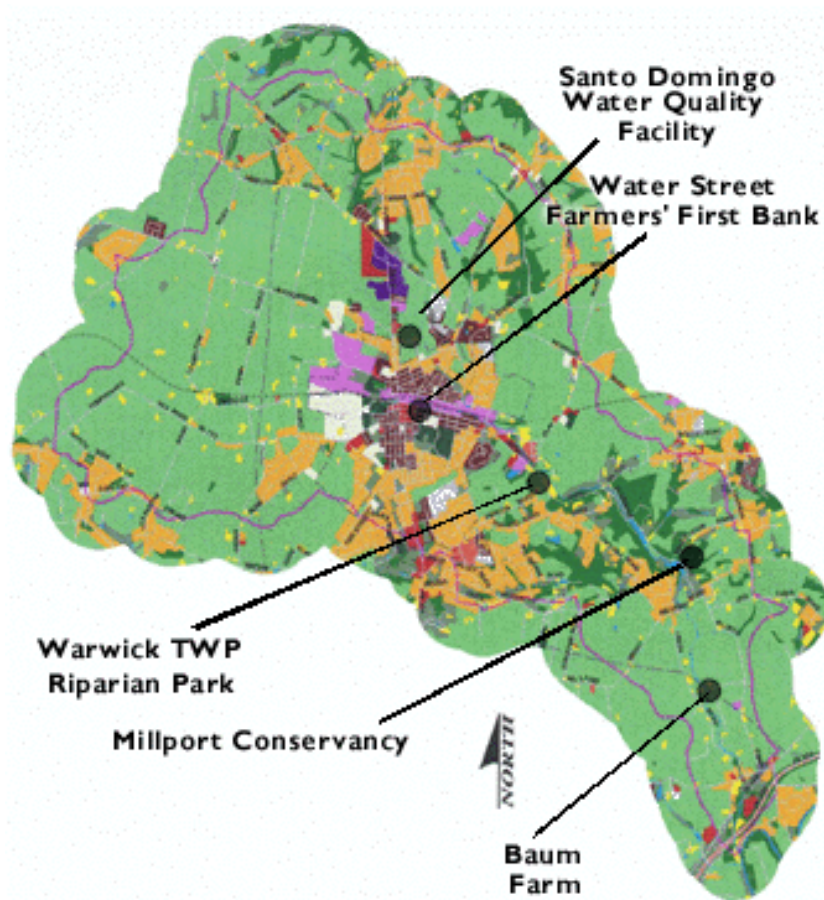 Santo Domingo
Water Quality
Facility
Water Street
Farmers' First Bank
Warwick TWP
Riparian Park
Millport Conservancy
NORTH
Baum
Farm